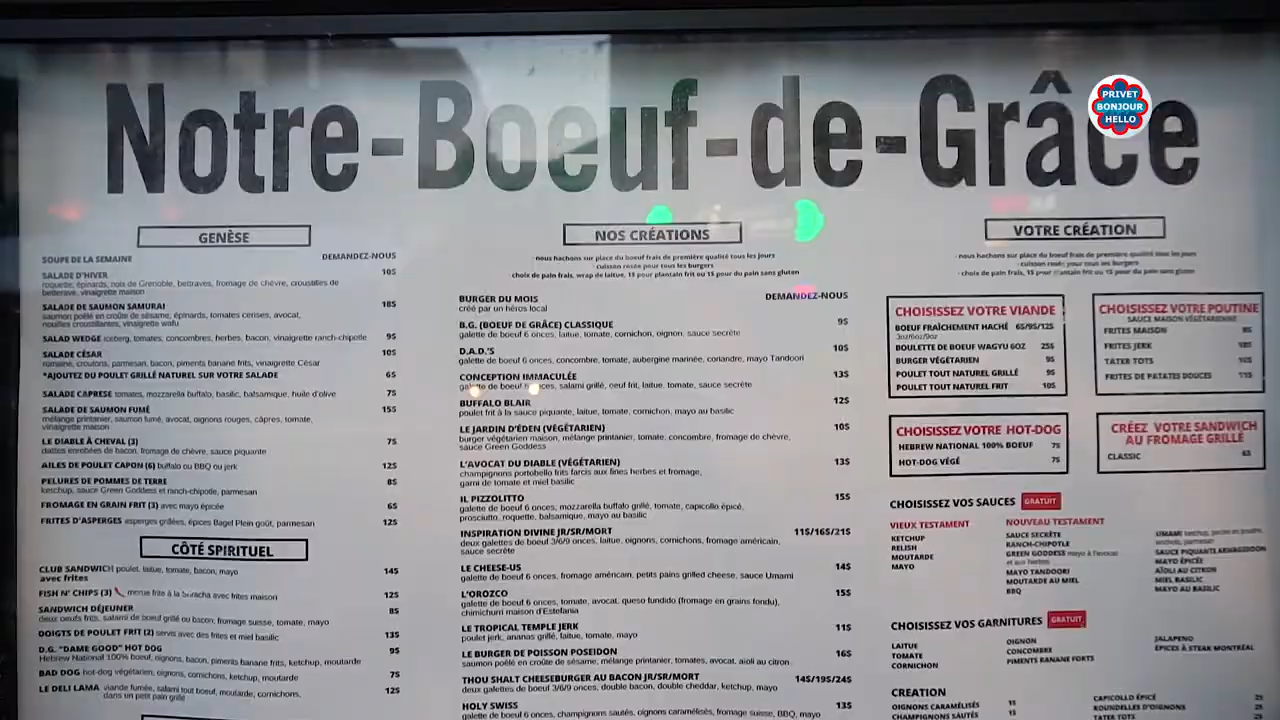 Notre-Boeuf-de-Grâce
PRIVET
BONJOUR
HELLO
GENÈSE
SOUPE DE LA SEMAINE DEMANDEZ-NOUS
SALADE D'HIVER 10$
roquette, épinards, noix de Grenoble, bettraves, fromage de chèvre, croustilles de
betterave, vinaigrette maison
SALADE DE SAUMON SAMURAI 18$
saumon poêlé en croûte de sésame, épinards, tomates cerises, avocat,
nouilles croustillantes, vinaigrette wafu
SALAD WEDGE iceberg, tomates, concombres, herbes, bacon, vinaigrette ranch-chipotle 9$
SALADE CÉSAR 10$
romaine, croutons, parmesan, bacon, piments banane frits, vinaigrette César
*AJOUTEZ DU POULET GRILLÉ NATUREL SUR VOTRE SALADE 6$
SALADE CAPRESE tomates, mozzarella buffalo, basilic, balsamique, huile d'olive 7$
SALADE DE SAUMON FUMÉ 15$
mélange printanier, saumon fumé, avocat, oignons rouges, câpres, tomate,
vinaigrette maison
LE DIABLE À CHEVAL (3) 7$
dattes enrobées de bacon, fromage de chèvre, sauce piquante
AILES DE POULET CAPON (6) buffalo ou BBQ ou jerk 12$
PELURES DE POMMES DE TERRE 8$
ketchup, sauce Green Goddess et ranch-chipotle, parmesan
FROMAGE EN GRAIN FRIT (3) avec mayo épicée 6$
FRITES D'ASPERGES asperges grillées, épices Bagel Plein goût, parmesan 12$
CÔTÉ SPIRITUEL
CLUB SANDWICH poulet, laitue, tomate, bacon, mayo 14$
avec frites
FISH N' CHIPS (3) morue frite à la Sriracha avec frites maison 12$
SANDWICH DÉJEUNER 8$
deux oeufs frits, salami de boeuf grillé ou bacon, fromage suisse, tomate, mayo
DOIGTS DE POULET FRIT (2) servis avec des frites et miel basilic 13$
D.G. "DAME GOOD" HOT DOG 9$
Hebrew National 100% boeuf, oignons, bacon, piments banane frits, ketchup, moutarde
BAD DOG hot-dog végétarien, oignons, cornichons, ketchup, moutarde 7$
LE DELI LAMA viande fumée, salami tout boeuf, moutarde, cornichons, 12$
dans un petit pain grillé
NOS CRÉATIONS
- nous hachons sur place du boeuf frais de première qualité tous les jours
- cuisson rosée pour tous les burgers
- choix de pain frais, wrap de laitue, 1$ pour plantain frit ou 1$ pour du pain sans gluten
BURGER DU MOIS DEMANDEZ-NOUS
créé par un héros local
B.G. (BOEUF DE GRÂCE) CLASSIQUE 9$
galette de boeuf 6 onces, laitue, tomate, cornichon, oignon, sauce secrète
D.A.D.'S 10$
galette de boeuf 6 onces, concombre, tomate, aubergine marinée, coriandre, mayo Tandoori
CONCEPTION IMMACULÉE 13$
galette de boeuf 6 onces, salami grillé, oeuf frit, laitue, tomate, sauce secrète
BUFFALO BLAIR 12$
poulet frit à la sauce piquante, laitue, tomate, cornichon, mayo au basilic
LE JARDIN D'ÉDEN (VÉGÉTARIEN) 10$
burger végétarien maison, mélange printanier, tomate, concombre, fromage de chèvre,
sauce Green Goddess
L'AVOCAT DU DIABLE (VÉGÉTARIEN) 13$
champignons portobello frits farcis aux fines herbes et fromage,
garni de tomate et miel basilic
IL PIZZOLITTO 15$
galette de boeuf 6 onces, mozzarella buffalo grillé, tomate, capicollo épicé,
prosciutto, roquette, balsamique, mayo au basilic
INSPIRATION DIVINE JR/SR/MORT 11$/16$/21$
deux galettes de boeuf 3/6/9 onces, laitue, oignons, cornichons, fromage américain,
sauce secrète
LE CHEESE-US 14$
galette de boeuf 6 onces, fromage américain, petits pains grilled cheese, sauce Umami
L'OROZCO 15$
galette de boeuf 6 onces, tomate, avocat, queso fundido (fromage en grains fondu),
chimichurri maison d'Estefania
LE TROPICAL TEMPLE JERK 11$
poulet jerk, ananas grillé, laitue, tomate, mayo
LE BURGER DE POISSON POSEIDON 16$
saumon poêlé en croûte de sésame, mélange printanier, tomates, avocat, aioli au citron
THOU SHALT CHEESEBURGER AU BACON JR/SR/MORT 14$/19$/24$
deux galettes de boeuf 3/6/9 onces, double bacon, double cheddar, ketchup, mayo
HOLY SWISS 13$
galette de boeuf 6 onces, champignons sautés, oignons caramélisés, fromage suisse, BBQ, mayo
VOTRE CRÉATION
- nous hachons sur place du boeuf frais de première qualité tous les jours
- cuisson rosée pour tous les burgers
- choix de pain frais, 1$ pour plantain frit ou 1$ pour du pain sans gluten
CHOISISSEZ VOTRE VIANDE
BOEUF FRAÎCHEMENT HACHÉ 6$/9$/12$
3oz/6oz/9oz
BOULETTE DE BOEUF WAGYU 6OZ 25$
BURGER VÉGÉTARIEN 9$
POULET TOUT NATUREL GRILLÉ 9$
POULET TOUT NATUREL FRIT 10$
CHOISISSEZ VOTRE POUTINE
SAUCE MAISON VÉGÉTARIENNE
FRITES MAISON
FRITES JERK
TATER TOTS
FRITES DE PATATES DOUCES
CHOISISSEZ VOTRE HOT-DOG
HEBREW NATIONAL 100% BOEUF 7$
HOT-DOG VÉGÉ 7$
CRÉEZ VOTRE SANDWICH
AU FROMAGE GRILLÉ
CLASSIC 6$
CHOISISSEZ VOS SAUCES GRATUIT
VIEUX TESTAMENT
KETCHUP
RELISH
MOUTARDE
MAYO
NOUVEAU TESTAMENT
SAUCE SECRÈTE
RANCH-CHIPOTLE
GREEN GODDESS mayo à l'avocat
et aux herbes
MAYO TANDOORI
MOUTARDE AU MIEL
BBQ
UMAMI
SAUCE PIQUANTE ARMAGEDDON
MAYO ÉPICÉE
AÏOLI AU CITRON
MIEL BASILIC
MAYO AU BASILIC
CHOISISSEZ VOS GARNITURES GRATUIT
LAITUE
TOMATE
CORNICHON
OIGNON
CONCOMBRE
PIMENTS BANANE FORTS
JALAPENO
ÉPICES À STEAK MONTRÉAL
CREATION
OIGNONS CARAMÉLISÉS 1$
CHAMPIGNONS SAUTÉS 1$
CAPICOLLO ÉPICÉ 2$
ROUNDELLES D'OIGNONS 2$
TATER TOTS 2$